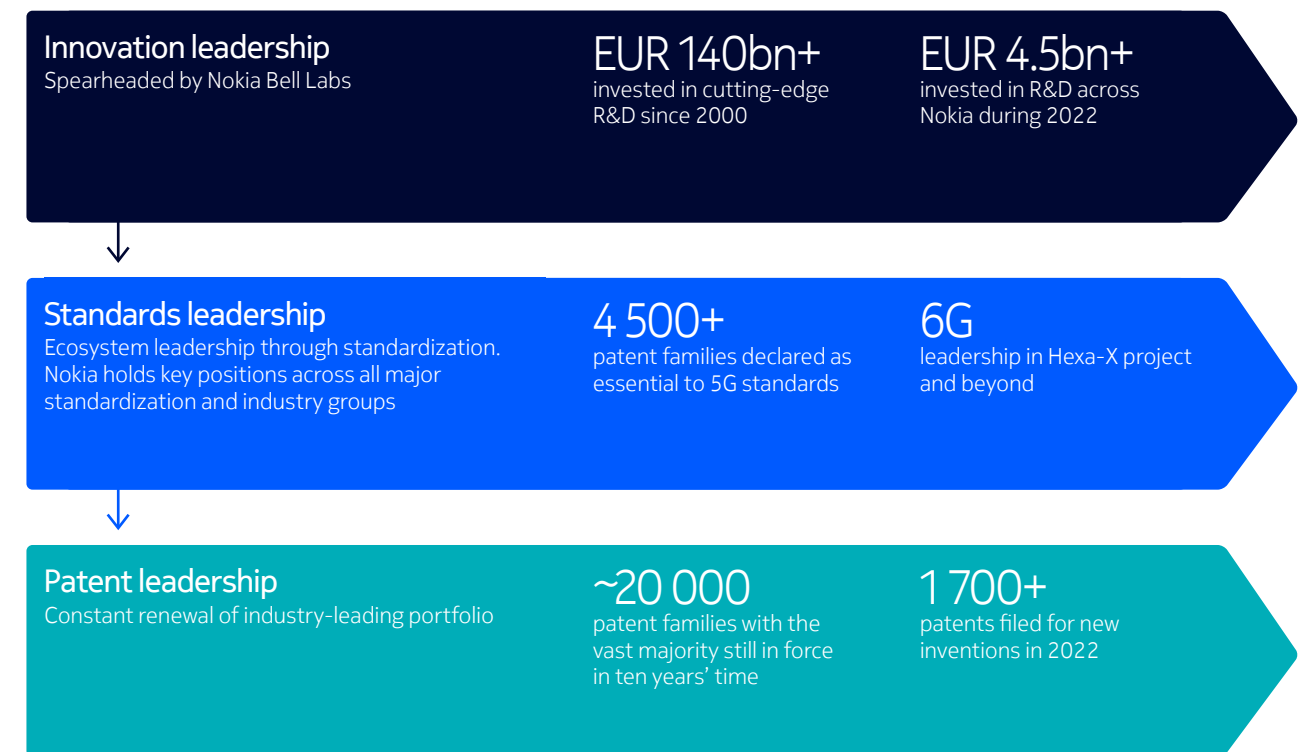 Innovation leadership
Spearheaded by Nokia Bell Labs
EUR 140bn+
invested in cutting-edge
R&D since 2000
EUR 4.5bn+
invested in R&D across
Nokia during 2022
Standards leadership
Ecosystem leadership through standardization.
Nokia holds key positions across all major
standardization and industry groups
4 500+
patent families declared as
essential to 5G standards
6G
leadership in Hexa-X project
and beyond
Patent leadership
Constant renewal of industry-leading portfolio
~20 000
patent families with the
vast majority still in force
in ten years’ time
1 700+
patents filed for new
inventions in 2022